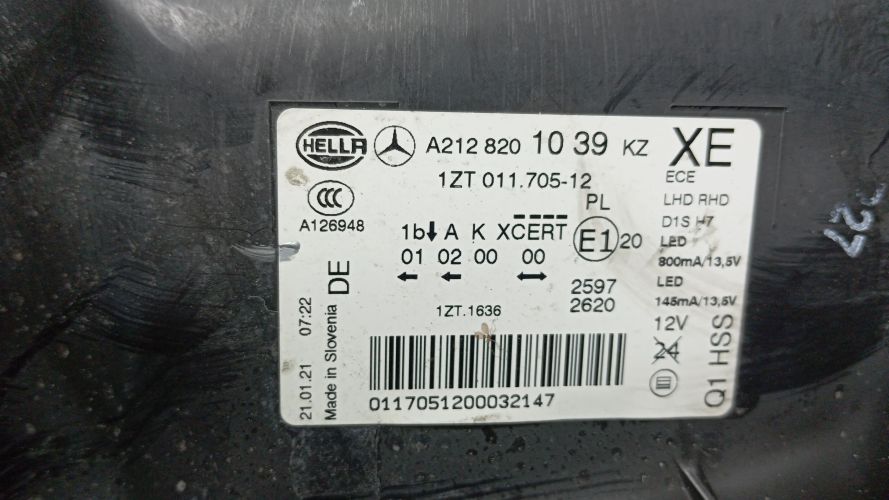 HELLA A212 820 10 39 KZ XE
1ZT 011.705-12
ECE
LHD RHD
D1S H7
LED
800mA/13,5V
LED
145mA/13,5V
12V
24
CCC
A126948
PL
1b↓ A K XCERT E1 20
01 02 00 00
← ← ↔
2597
2620
1ZT.1636
0117051200032147
21.01.21 07:22
Made in Slovenia
DE
Q1 HSS